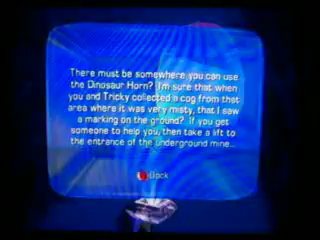 There must be somewhere you can use
the Dinosaur Horn? I'm sure that when
you and Tricky collected a cog from that
area where it was very misty, that I saw
a marking on the ground? If you get
someone to help you, then take a lift to
the entrance of the underground mine...
Back